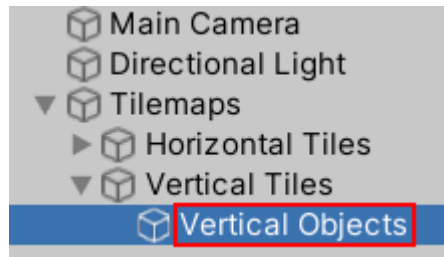 Main Camera
Directional Light
Tilemaps
Horizontal Tiles
Vertical Tiles
Vertical Objects